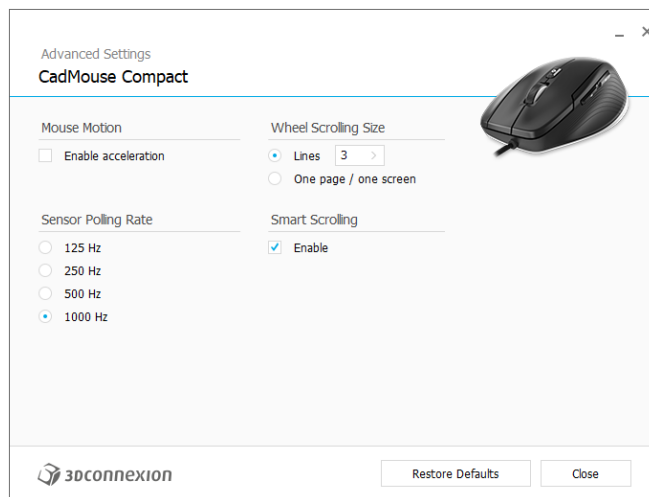 Advanced Settings
CadMouse Compact
Mouse Motion
Enable acceleration
Wheel Scrolling Size
Lines 3
One page / one screen
Sensor Polling Rate
125 Hz
250 Hz
500 Hz
1000 Hz
Smart Scrolling
Enable
3Dconnexion
Restore Defaults
Close